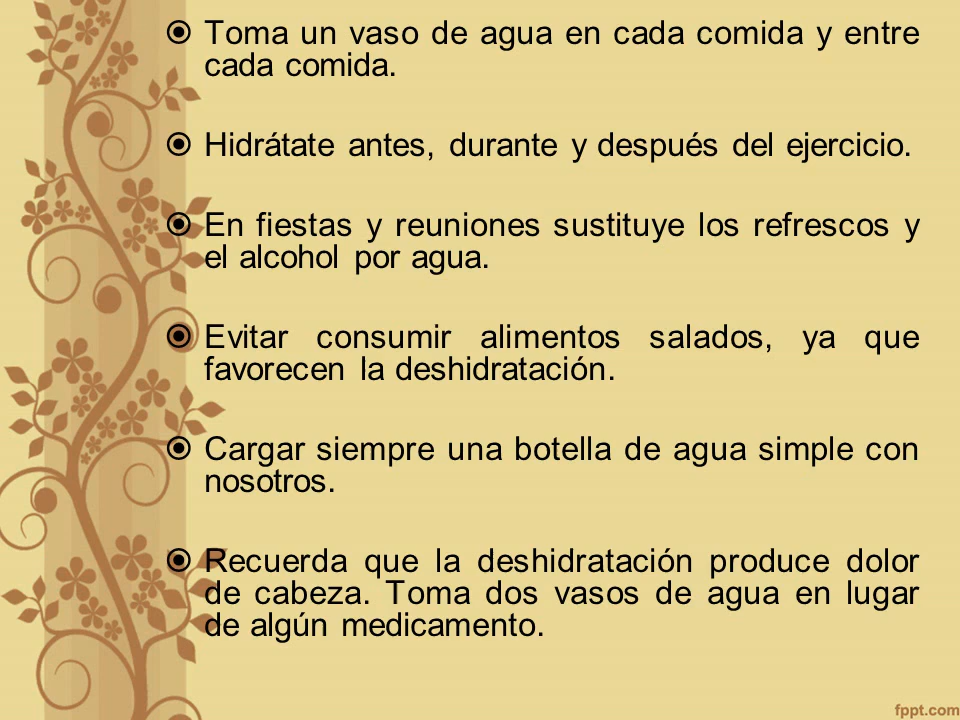 ⦿ Toma un vaso de agua en cada comida y entre
cada comida.
⦿ Hidrátate antes, durante y después del ejercicio.
⦿ En fiestas y reuniones sustituye los refrescos y
el alcohol por agua.
⦿ Evitar consumir alimentos salados, ya que
favorecen la deshidratación.
⦿ Cargar siempre una botella de agua simple con
nosotros.
⦿ Recuerda que la deshidratación produce dolor
de cabeza. Toma dos vasos de agua en lugar
de algún medicamento.
fppt.com